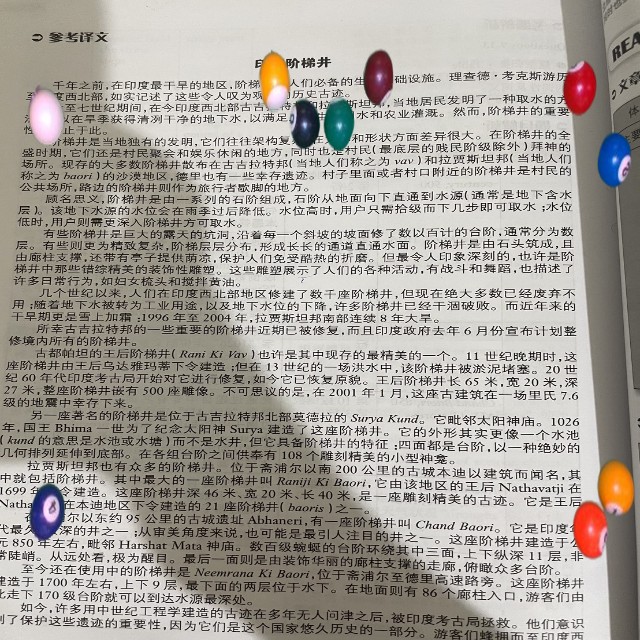 参考译文
阶梯井
千年之前,在印度最干旱的地区,阶梯井 人们必备的生 础设施。理查德·考克斯游历
度西北部,如实记述了这些令人叹为观 历史古迹。
至七世纪期间,在今印度西北部古吉 和拉贾斯坦邦,当地居民发明了一种取水的方
在旱季获得清冽干净的地下水,以满足 和农业灌溉。然而,阶梯井的重要
性 止于此。
阶梯井是当地独有的发明,它们往往架构复 和形状方面差异很大。在阶梯井的全
盛时期,它们还是村民聚会和娱乐休闲的地方,同时也是村民(最底层的贱民阶级除外)拜神的
场所。现存的大多数阶梯井散布在古吉拉特邦(当地人们称之为 vav)和拉贾斯坦邦(当地人们
称之为 baori)的沙漠地区,德里也有一些幸存遗迹。村子里面或者村口附近的阶梯井是村民的
公共场所,路边的阶梯井则作为旅行者歇脚的地方。
顾名思义,阶梯井是由一系列的石阶组成,石阶从地面向下直通到水源(通常是地下含水
层)。该地下水源的水位会在雨季过后降低。水位高时,用户只需拾级而下几步即可取水;水位
低时,用户则需更深入阶梯井方可取水。
有些阶梯井是巨大的露天的坑洞,沿着每一个斜坡的坡面修了数以百计的台阶,通常分为数
层。有些则更为精致复杂,阶梯层层分布,形成长长的通道直通水面。阶梯井是由石头筑成,且
由廊柱支撑,还带有亭子提供荫凉,保护人们免受酷热的折磨。但最令人印象深刻的,也许是阶
梯井中那些错综精美的装饰性雕塑。这些雕塑展示了人们的各种活动,有战斗和舞蹈,也描述了
许多日常行为,如妇女梳头和搅拌黄油。
几个世纪以来,人们在印度西北部地区修建了数千座阶梯井,但现在绝大多数已经废弃不
用;随着地下水被转为工业用途,以及地下水位的下降,许多阶梯井已经干涸破败。而近年来的
干旱期更是雪上加霜;1996 年至 2004 年,拉贾斯坦邦南部连续 8 年大旱。
所幸古吉拉特邦的一些重要的阶梯井近期已被修复,而且印度政府去年 6 月份宣布计划整
修境内所有的阶梯井。
古都帕坦的王后阶梯井(Rani Ki Vav)也许是其中现存的最精美的一个。11 世纪晚期时,这
座阶梯井由王后乌达雅玛蒂下令建造;但在 13 世纪的一场洪水中,该阶梯井被淤泥堵塞。20 世
纪 60 年代印度考古局开始对它进行修复,如今它已恢复原貌。王后阶梯井长 65 米,宽 20 米,深
27 米,整座阶梯井嵌有 500 座雕像。不可思议的是,在 2001 年 1 月,这座古建筑在一场里氏 7.6
级的地震中幸存下来。
另一座著名的阶梯井是位于古吉拉特邦北部莫德拉的 Surya Kund。它毗邻太阳神庙。1026
年,国王 Bhima 一世为了纪念太阳神 Surya 建造了这座阶梯井。它的外形其实更像一个水池
(kund 的意思是水池或水塘)而不是水井,但它具备阶梯井的特征;四面都是台阶,以一种绝妙的
几何排列延伸到底部。在各组台阶之间供奉有 108 个雕刻精美的小型神龛。
拉贾斯坦邦也有众多的阶梯井。位于斋浦尔以南 200 公里的古城本迪以建筑而闻名,其
中就包括阶梯井。其中最大的一座阶梯井叫 Raniji Ki Baori,它由该地区的王后 Nathavatji 在
1699 年 令建造。这座阶梯井深 46 米、宽 20 米、长 40 米,是一座雕刻精美的古迹。它是王后
Nath 在本迪地区下令建造的 21 座阶梯井(baoris)之一。
尔以东约 95 公里的古城遗址 Abhaneri,有一座阶梯井叫 Chand Baori。它是印度
代最 深的井之一;从审美角度来说,也可能是最引人注目的井之一。这座阶梯井建造于公
元 850 年左右,毗邻 Harshat Mata 神庙。数百级蜿蜒的台阶环绕其中三面,上下纵深 11 层,非
常陡峭。从远处看,极为醒目。最后一面则是由装饰华丽的廊柱支撑的走廊,俯瞰众多台阶。
至今还在使用中的阶梯井是 Neemrana Ki Baori,位于斋浦尔至德里高速路旁。这座阶梯井
建造于 1700 年左右,上下 9 层,最下面的两层位于水下。在地面则有 86 个廊柱入口,游客们由
此走下 170 级台阶就可以到达水源最深处。
如今,许多用中世纪工程学建造的古迹在多年无人问津之后,被印度考古局拯救。他们意识
到了保护这些遗迹的重要性,因为它们是这个国家悠久历史的一部分。游客们蜂拥而至印度西
REA
文章
体